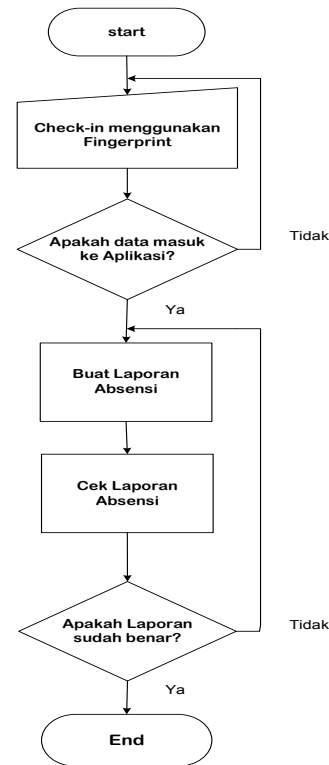 start
Check-in menggunakan
Fingerprint
Apakah data masuk
ke Aplikasi?
Tidak
Ya
Buat Laporan
Absensi
Cek Laporan
Absensi
Apakah Laporan
sudah benar?
Tidak
Ya
End